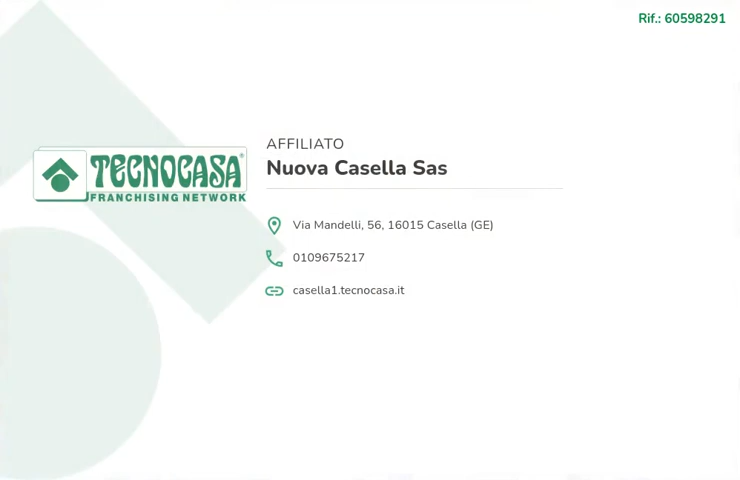 Rif.: 60598291
AFFILIATO
Nuova Casella Sas
TECNOCASA®
FRANCHISING NETWORK
Via Mandelli, 56, 16015 Casella (GE)
0109675217
casella1.tecnocasa.it